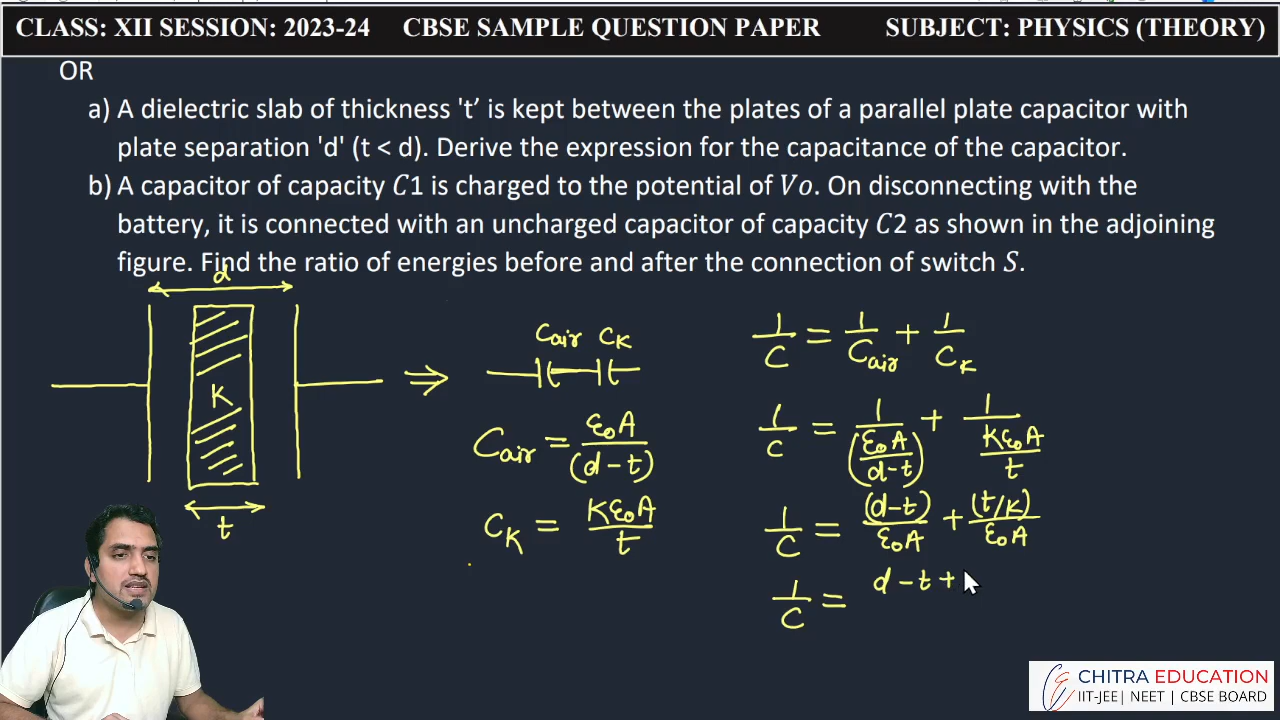 CLASS: XII SESSION: 2023-24 CBSE SAMPLE QUESTION PAPER SUBJECT: PHYSICS (THEORY)
OR
a) A dielectric slab of thickness 't’ is kept between the plates of a parallel plate capacitor with
plate separation 'd' (t < d). Derive the expression for the capacitance of the capacitor.
b) A capacitor of capacity C1 is charged to the potential of Vo. On disconnecting with the
battery, it is connected with an uncharged capacitor of capacity C2 as shown in the adjoining
figure. Find the ratio of energies before and after the connection of switch S.
d
K
t
⇒
Cair CK
Cair = ε₀A/(d-t)
CK = Kε₀A/t
1/C = 1/Cair + 1/CK
1/C = 1/(ε₀A/d-t) + 1/(Kε₀A/t)
1/C = (d-t)/ε₀A + (t/K)/ε₀A
1/C = d-t+
CHITRA EDUCATION
IIT-JEE| NEET | CBSE BOARD